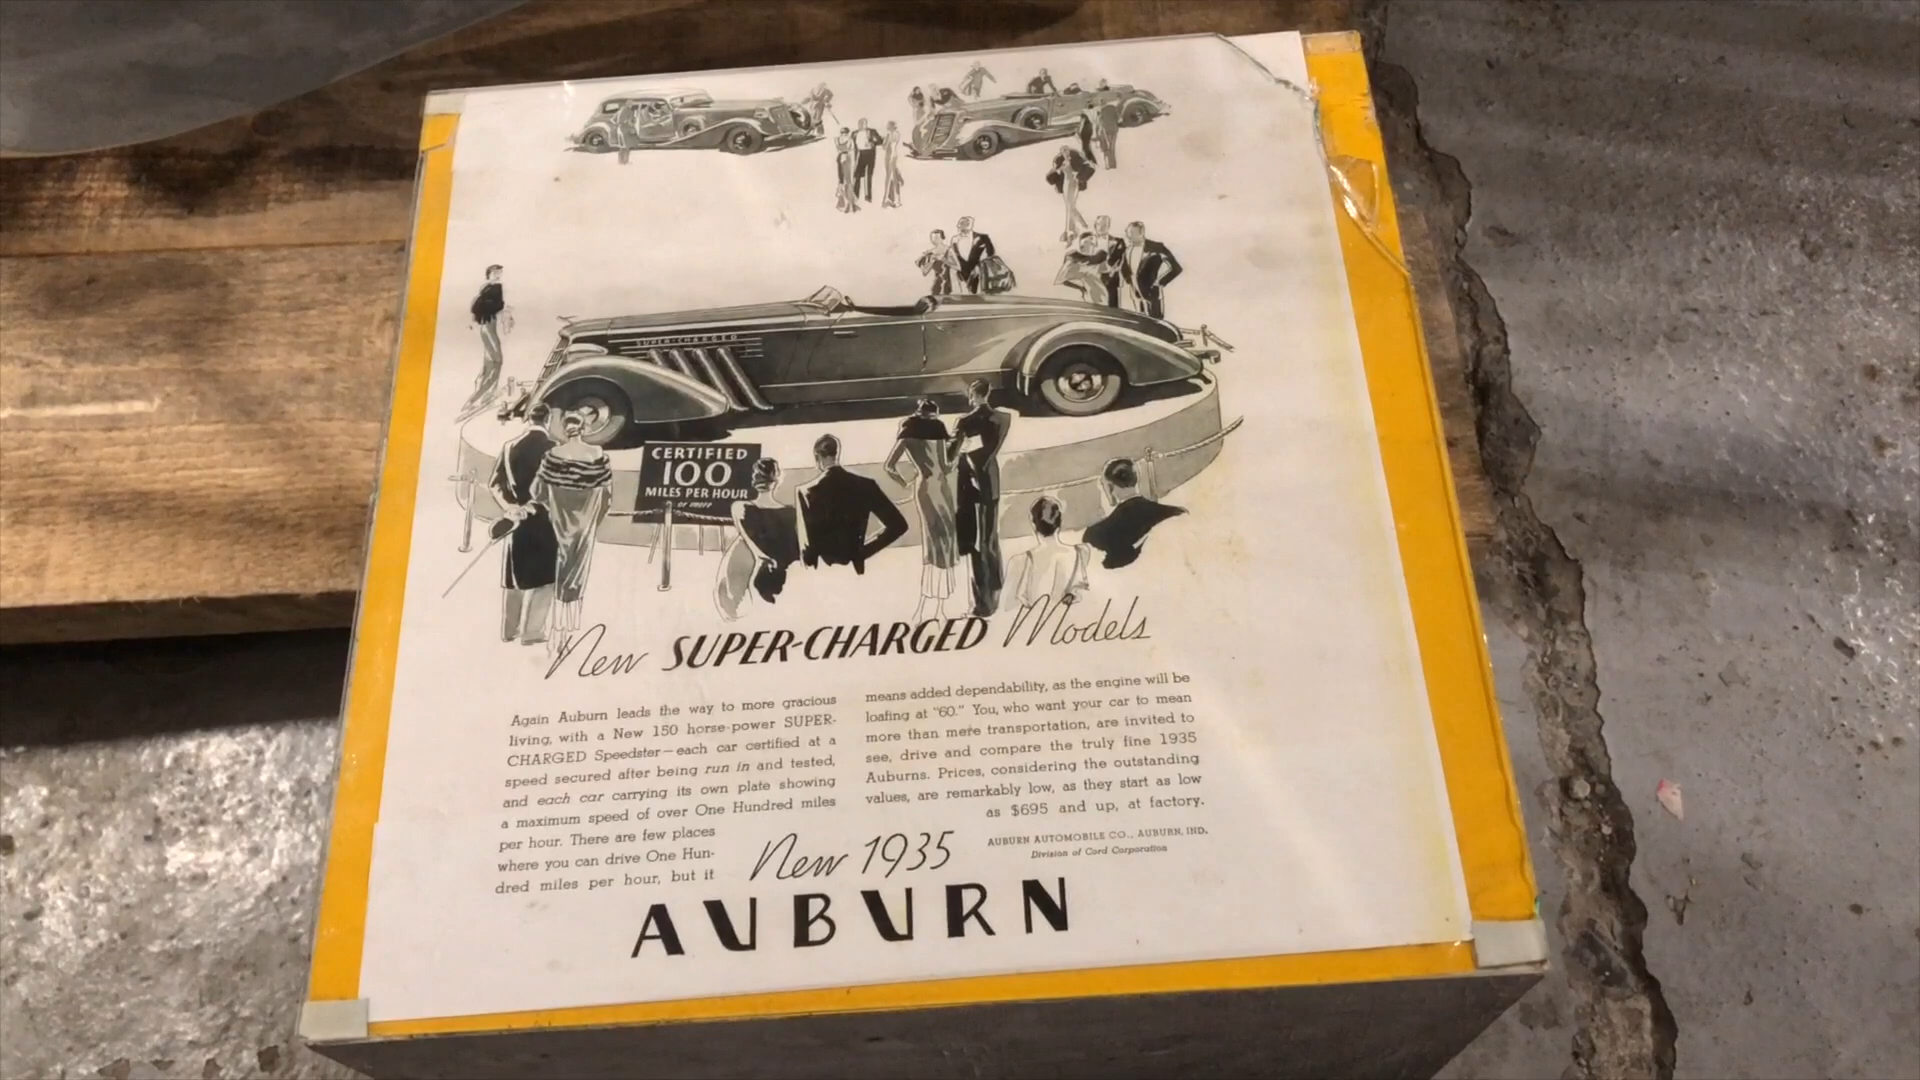 SUPER-CHARGED
CERTIFIED
100
MILES PER HOUR
or more
New SUPER-CHARGED Models
Again Auburn leads the way to more gracious
living, with a New 150 horse-power SUPER-
CHARGED Speedster—each car certified at a
speed secured after being run in and tested,
and each car carrying its own plate showing
a maximum speed of over One Hundred miles
per hour. There are few places
where you can drive One Hun-
dred miles per hour, but it
means added dependability, as the engine will be
loafing at "60." You, who want your car to mean
more than mere transportation, are invited to
see, drive and compare the truly fine 1935
Auburns. Prices, considering the outstanding
values, are remarkably low, as they start as low
as $695 and up, at factory.
AUBURN AUTOMOBILE CO., AUBURN, IND.
Division of Cord Corporation
New 1935
AUBURN